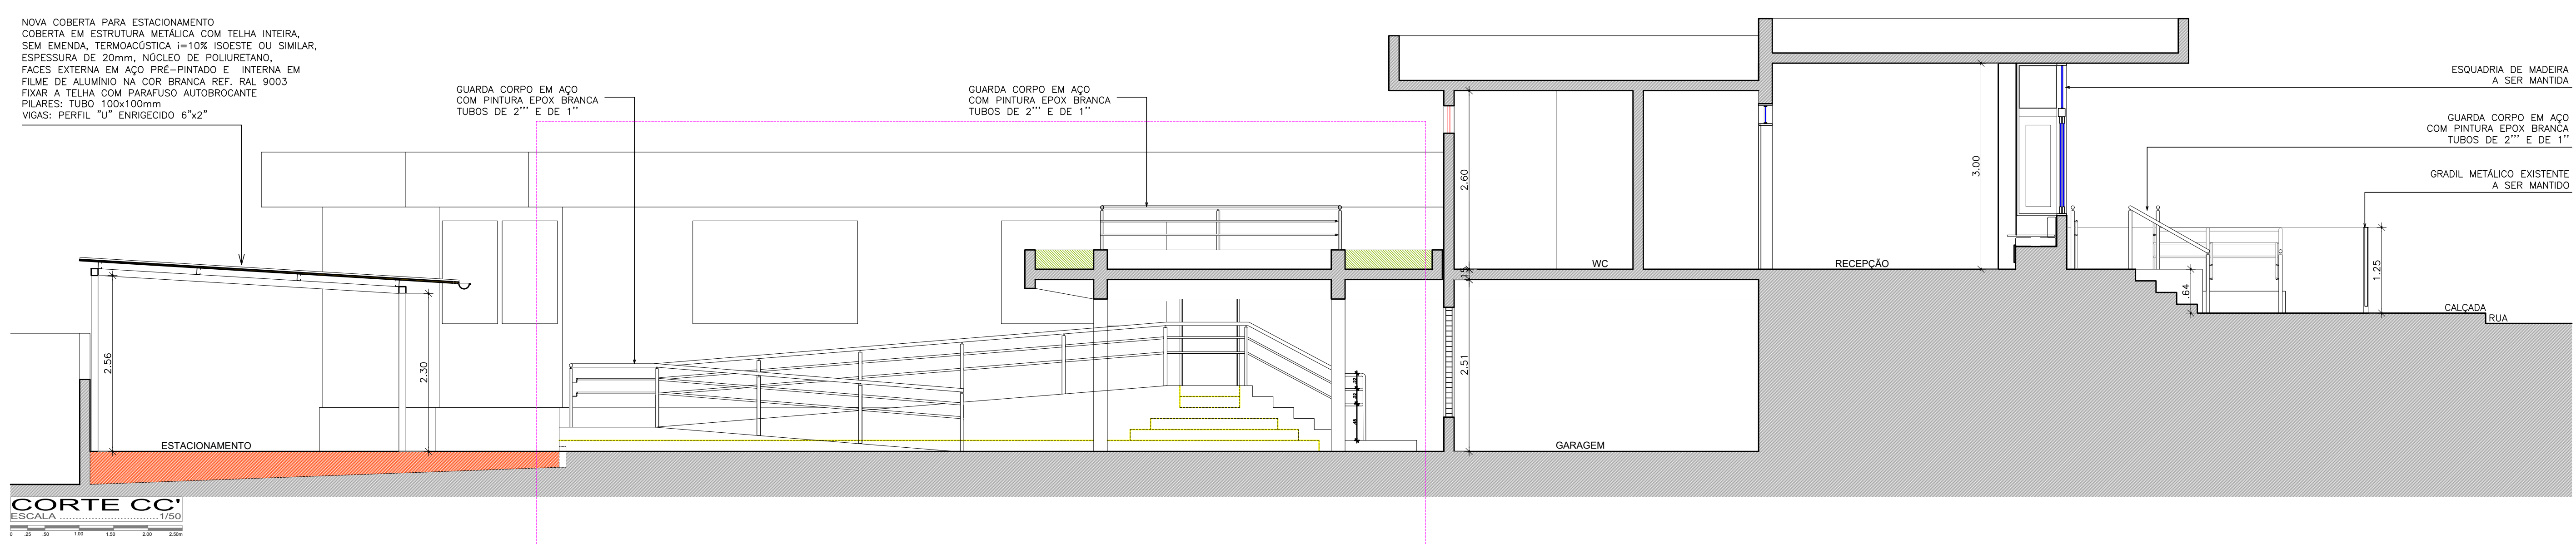 NOVA COBERTA PARA ESTACIONAMENTO
COBERTA EM ESTRUTURA METÁLICA COM TELHA INTEIRA,
SEM EMENDA, TERMOACÚSTICA i=10% ISOESTE OU SIMILAR,
ESPESSURA DE 20mm, NÚCLEO DE POLIURETANO,
FACES EXTERNA EM AÇO PRÉ-PINTADO E INTERNA EM
FILME DE ALUMÍNIO NA COR BRANCA REF. RAL 9003
FIXAR A TELHA COM PARAFUSO AUTOBROCANTE
PILARES: TUBO 100x100mm
VIGAS: PERFIL "U" ENRIGECIDO 6"x2"
GUARDA CORPO EM AÇO
COM PINTURA EPOX BRANCA
TUBOS DE 2''' E DE 1''
GUARDA CORPO EM AÇO
COM PINTURA EPOX BRANCA
TUBOS DE 2''' E DE 1''
ESQUADRIA DE MADEIRA
A SER MANTIDA
GUARDA CORPO EM AÇO
COM PINTURA EPOX BRANCA
TUBOS DE 2''' E DE 1''
GRADIL METÁLICO EXISTENTE
A SER MANTIDO
2.60
3.00
WC
RECEPÇÃO
.15
1.25
.64
CALÇADA
RUA
2.56
2.30
2.51
ESTACIONAMENTO
GARAGEM
CORTE CC'
ESCALA ..............................1/50
0 .25 .50 1.00 1.50 2.00 2.50m